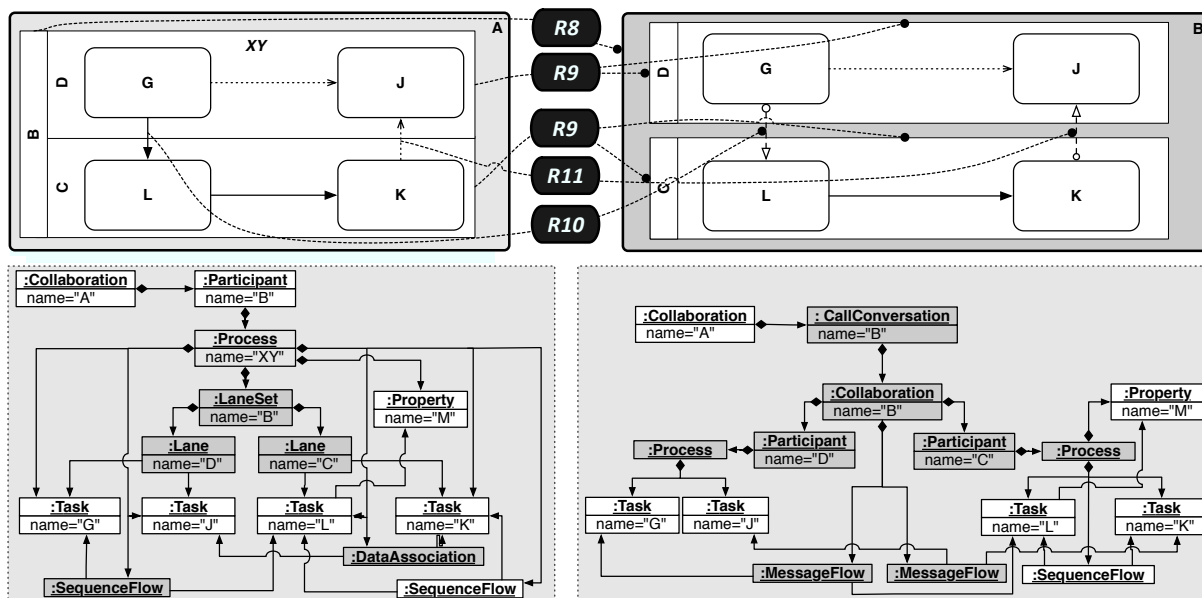 A
XY
B
D
G
J
C
L
K
R8
R9
R9
R11
R10
B
D
G
J
C
L
K
:Collaboration
name="A"
:Participant
name="B"
:Process
name="XY"
:LaneSet
name="B"
:Property
name="M"
:Lane
name="D"
:Lane
name="C"
:Task
name="G"
:Task
name="J"
:Task
name="L"
:Task
name="K"
:DataAssociation
:SequenceFlow
:SequenceFlow
:Collaboration
name="A"
: CallConversation
name="B"
:Collaboration
name="B"
:Property
name="M"
:Process
:Participant
name="D"
:Participant
name="C"
:Process
:Task
name="G"
:Task
name="J"
:Task
name="L"
:Task
name="K"
:MessageFlow
:MessageFlow
:SequenceFlow